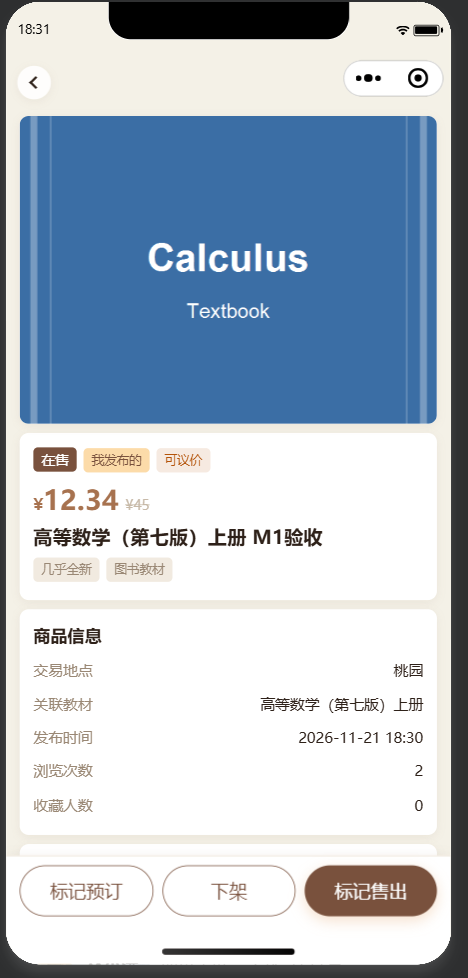 18:31
Calculus
Textbook
在售 我发布的 可议价
¥12.34 ¥45
高等数学（第七版）上册 M1验收
几乎全新 图书教材
商品信息
交易地点 桃园
关联教材 高等数学（第七版）上册
发布时间 2026-11-21 18:30
浏览次数 2
收藏人数 0
标记预订 下架 标记售出